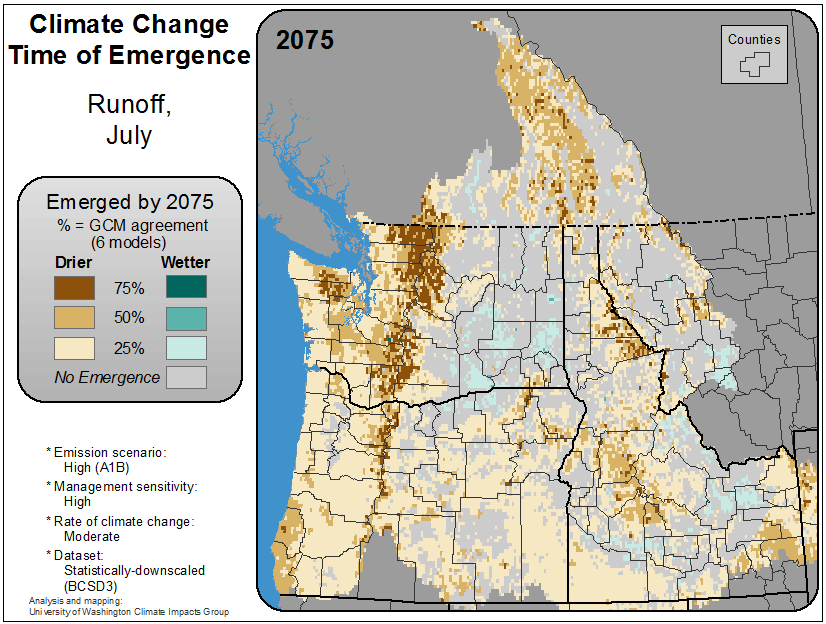 Climate Change
Time of Emergence
Runoff,
July
Emerged by 2075
% = GCM agreement
(6 models)
Drier Wetter
75%
50%
25%
No Emergence
* Emission scenario:
High (A1B)
* Management sensitivity:
High
* Rate of climate change:
Moderate
* Dataset:
Statistically-downscaled
(BCSD3)
Analysis and mapping:
University of Washington Climate Impacts Group
2075
Counties